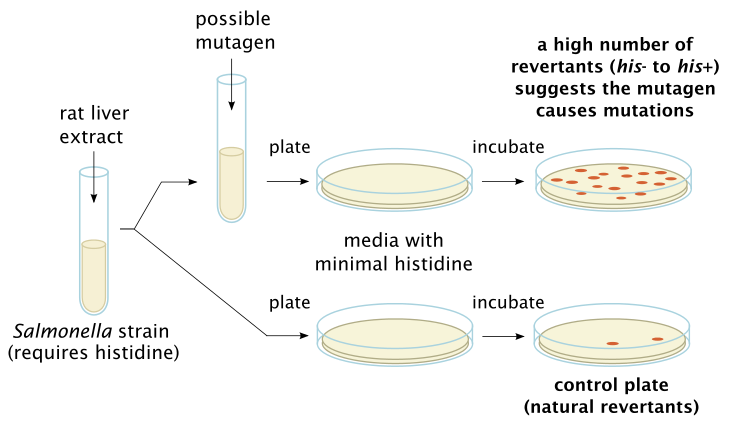 possible
mutagen
a high number of
revertants (his- to his+)
suggests the mutagen
causes mutations
rat liver
extract
plate
incubate
media with
minimal histidine
plate
incubate
Salmonella strain
(requires histidine)
control plate
(natural revertants)